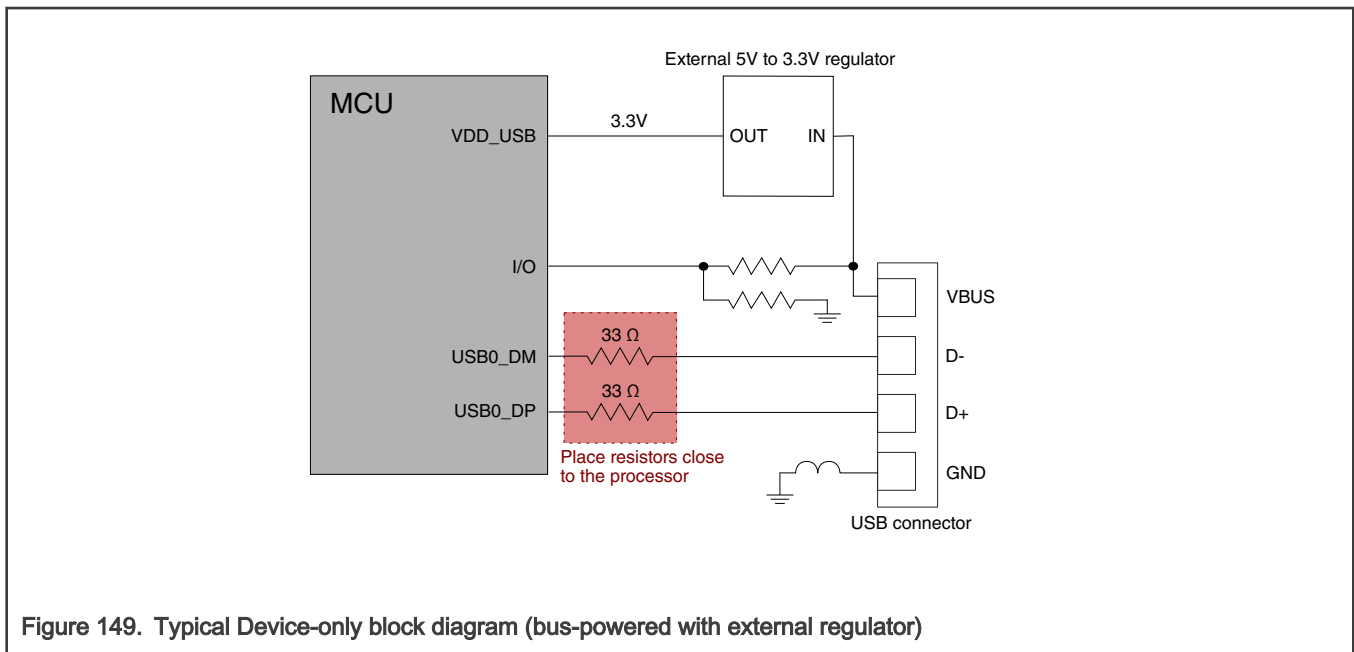 External 5V to 3.3V regulator
MCU
VDD_USB
3.3V
OUT
IN
I/O
VBUS
33 Ω
USB0_DM
D-
33 Ω
USB0_DP
D+
Place resistors close
to the processor
GND
USB connector
Figure 149. Typical Device-only block diagram (bus-powered with external regulator)